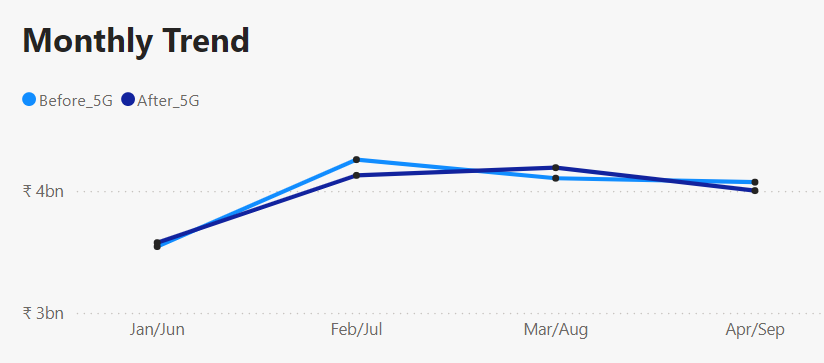 Monthly Trend
Before_5G After_5G
₹ 4bn
₹ 3bn
Jan/Jun Feb/Jul Mar/Aug Apr/Sep